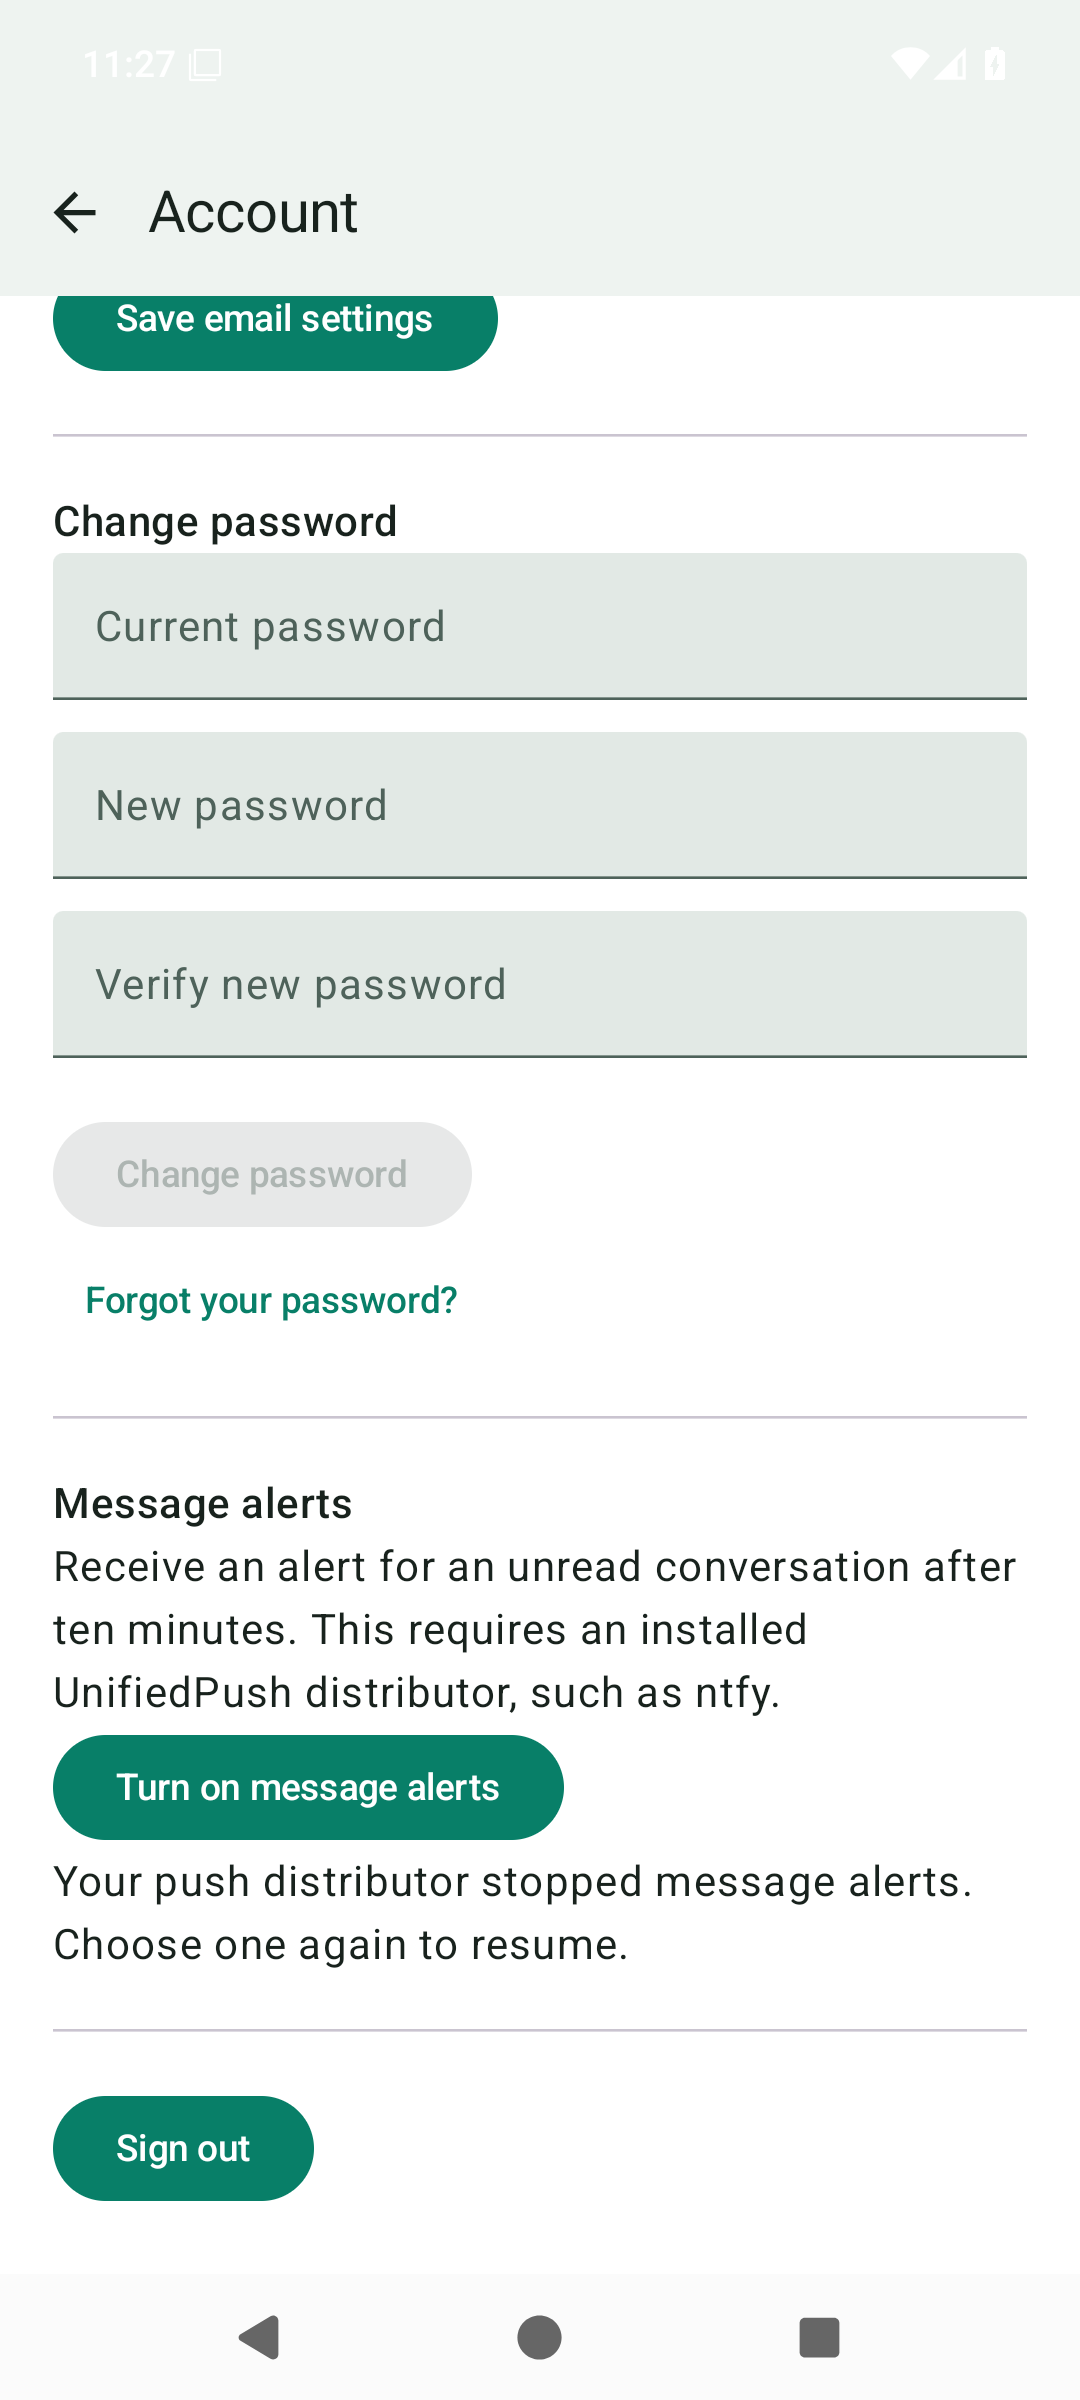 11:27
Account
Save email settings
Change password
Current password
New password
Verify new password
Change password
Forgot your password?
Message alerts
Receive an alert for an unread conversation after
ten minutes. This requires an installed
UnifiedPush distributor, such as ntfy.
Turn on message alerts
Your push distributor stopped message alerts.
Choose one again to resume.
Sign out